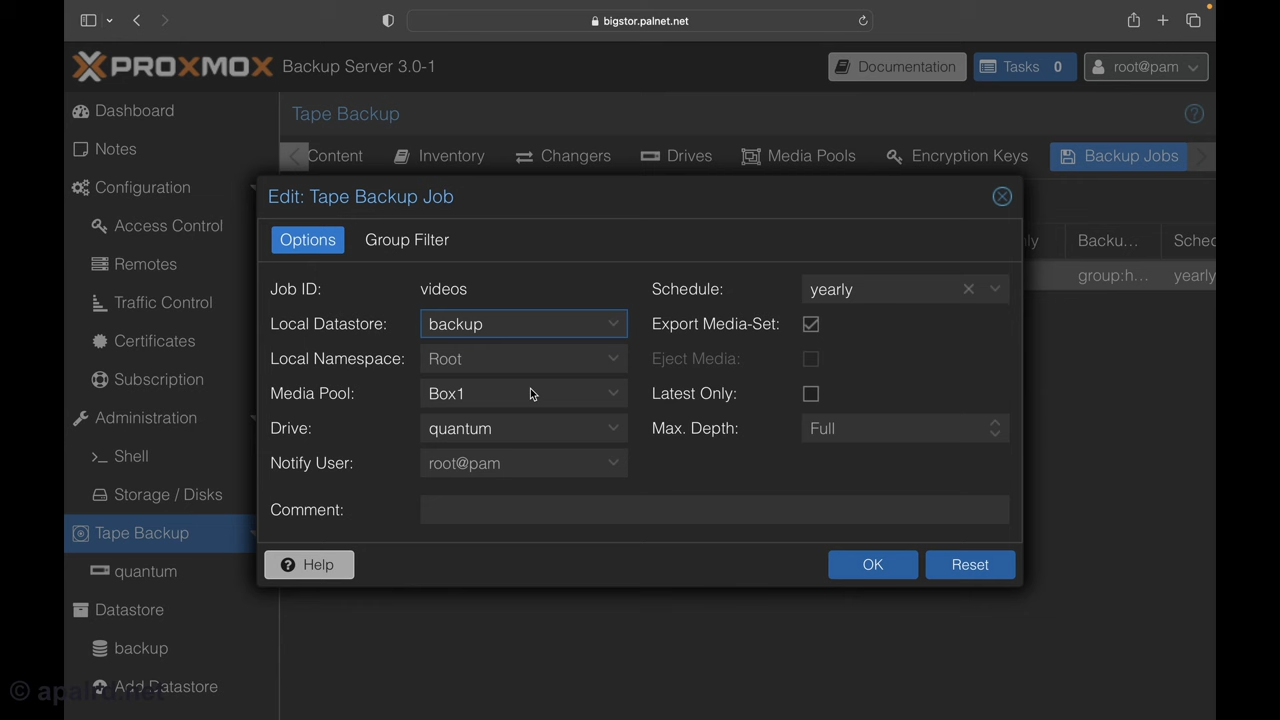 bigstor.palnet.net
PROXMOX Backup Server 3.0-1
Documentation
Tasks 0
root@pam
Dashboard
Notes
Configuration
Access Control
Remotes
Traffic Control
Certificates
Subscription
Administration
Shell
Storage / Disks
Tape Backup
quantum
Datastore
backup
Add Datastore
Tape Backup
Content Inventory Changers Drives Media Pools Encryption Keys Backup Jobs
ly Backu... Sched
group:h... yearly
Edit: Tape Backup Job
Options Group Filter
Job ID: videos
Local Datastore: backup
Local Namespace: Root
Media Pool: Box1
Drive: quantum
Notify User: root@pam
Schedule: yearly
Export Media-Set:
Eject Media:
Latest Only:
Max. Depth: Full
Comment:
Help
OK
Reset